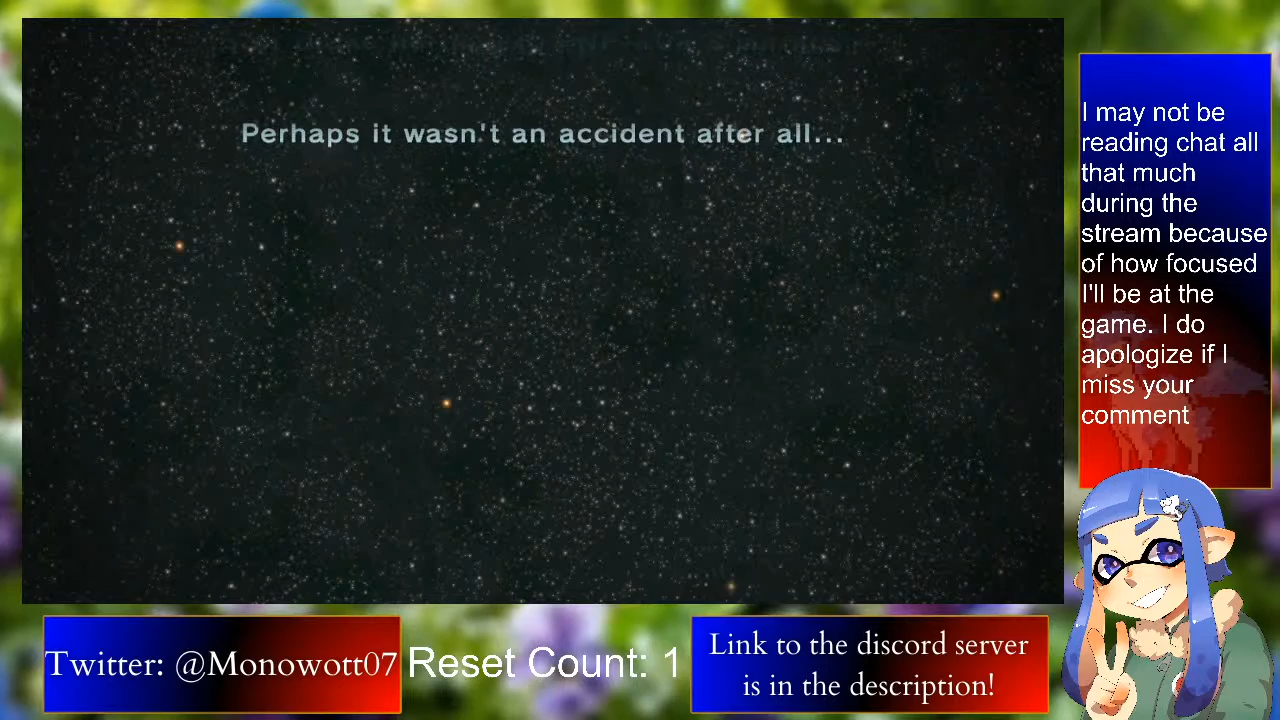 Perhaps it wasn't an accident after all...
I may not be
reading chat all
that much
during the
stream because
of how focused
I'll be at the
game. I do
apologize if I
miss your
comment
Twitter: @Monowott07
Reset Count: 1
Link to the discord server
is in the description!